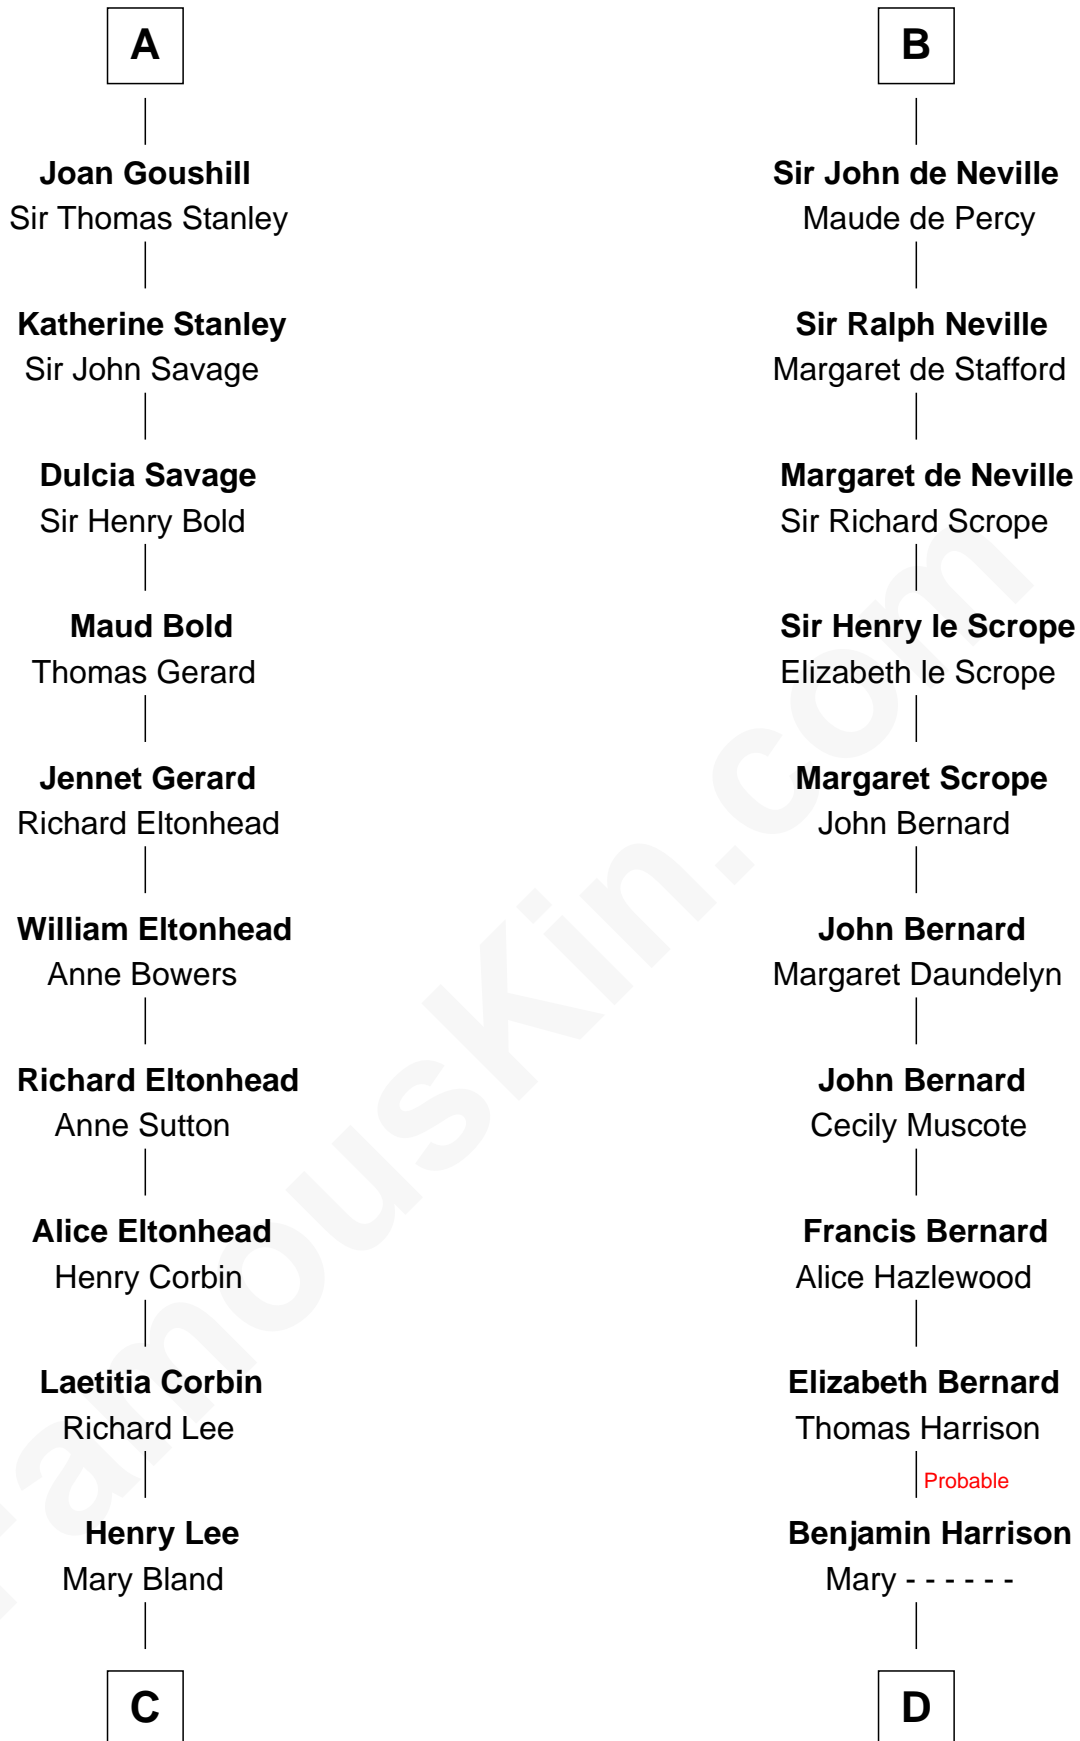 A
Joan Goushill
Sir Thomas Stanley
Katherine Stanley
Sir John Savage
Dulcia Savage
Sir Henry Bold
Maud Bold
Thomas Gerard
Jennet Gerard
Richard Eltonhead
William Eltonhead
Anne Bowers
Richard Eltonhead
Anne Sutton
Alice Eltonhead
Henry Corbin
Laetitia Corbin
Richard Lee
Henry Lee
Mary Bland
C
B
Sir John de Neville
Maude de Percy
Sir Ralph Neville
Margaret de Stafford
Margaret de Neville
Sir Richard Scrope
Sir Henry le Scrope
Elizabeth le Scrope
Margaret Scrope
John Bernard
John Bernard
Margaret Daundelyn
John Bernard
Cecily Muscote
Francis Bernard
Alice Hazlewood
Elizabeth Bernard
Thomas Harrison
Probable
Benjamin Harrison
Mary - - - - - -
D
FamousKin.com